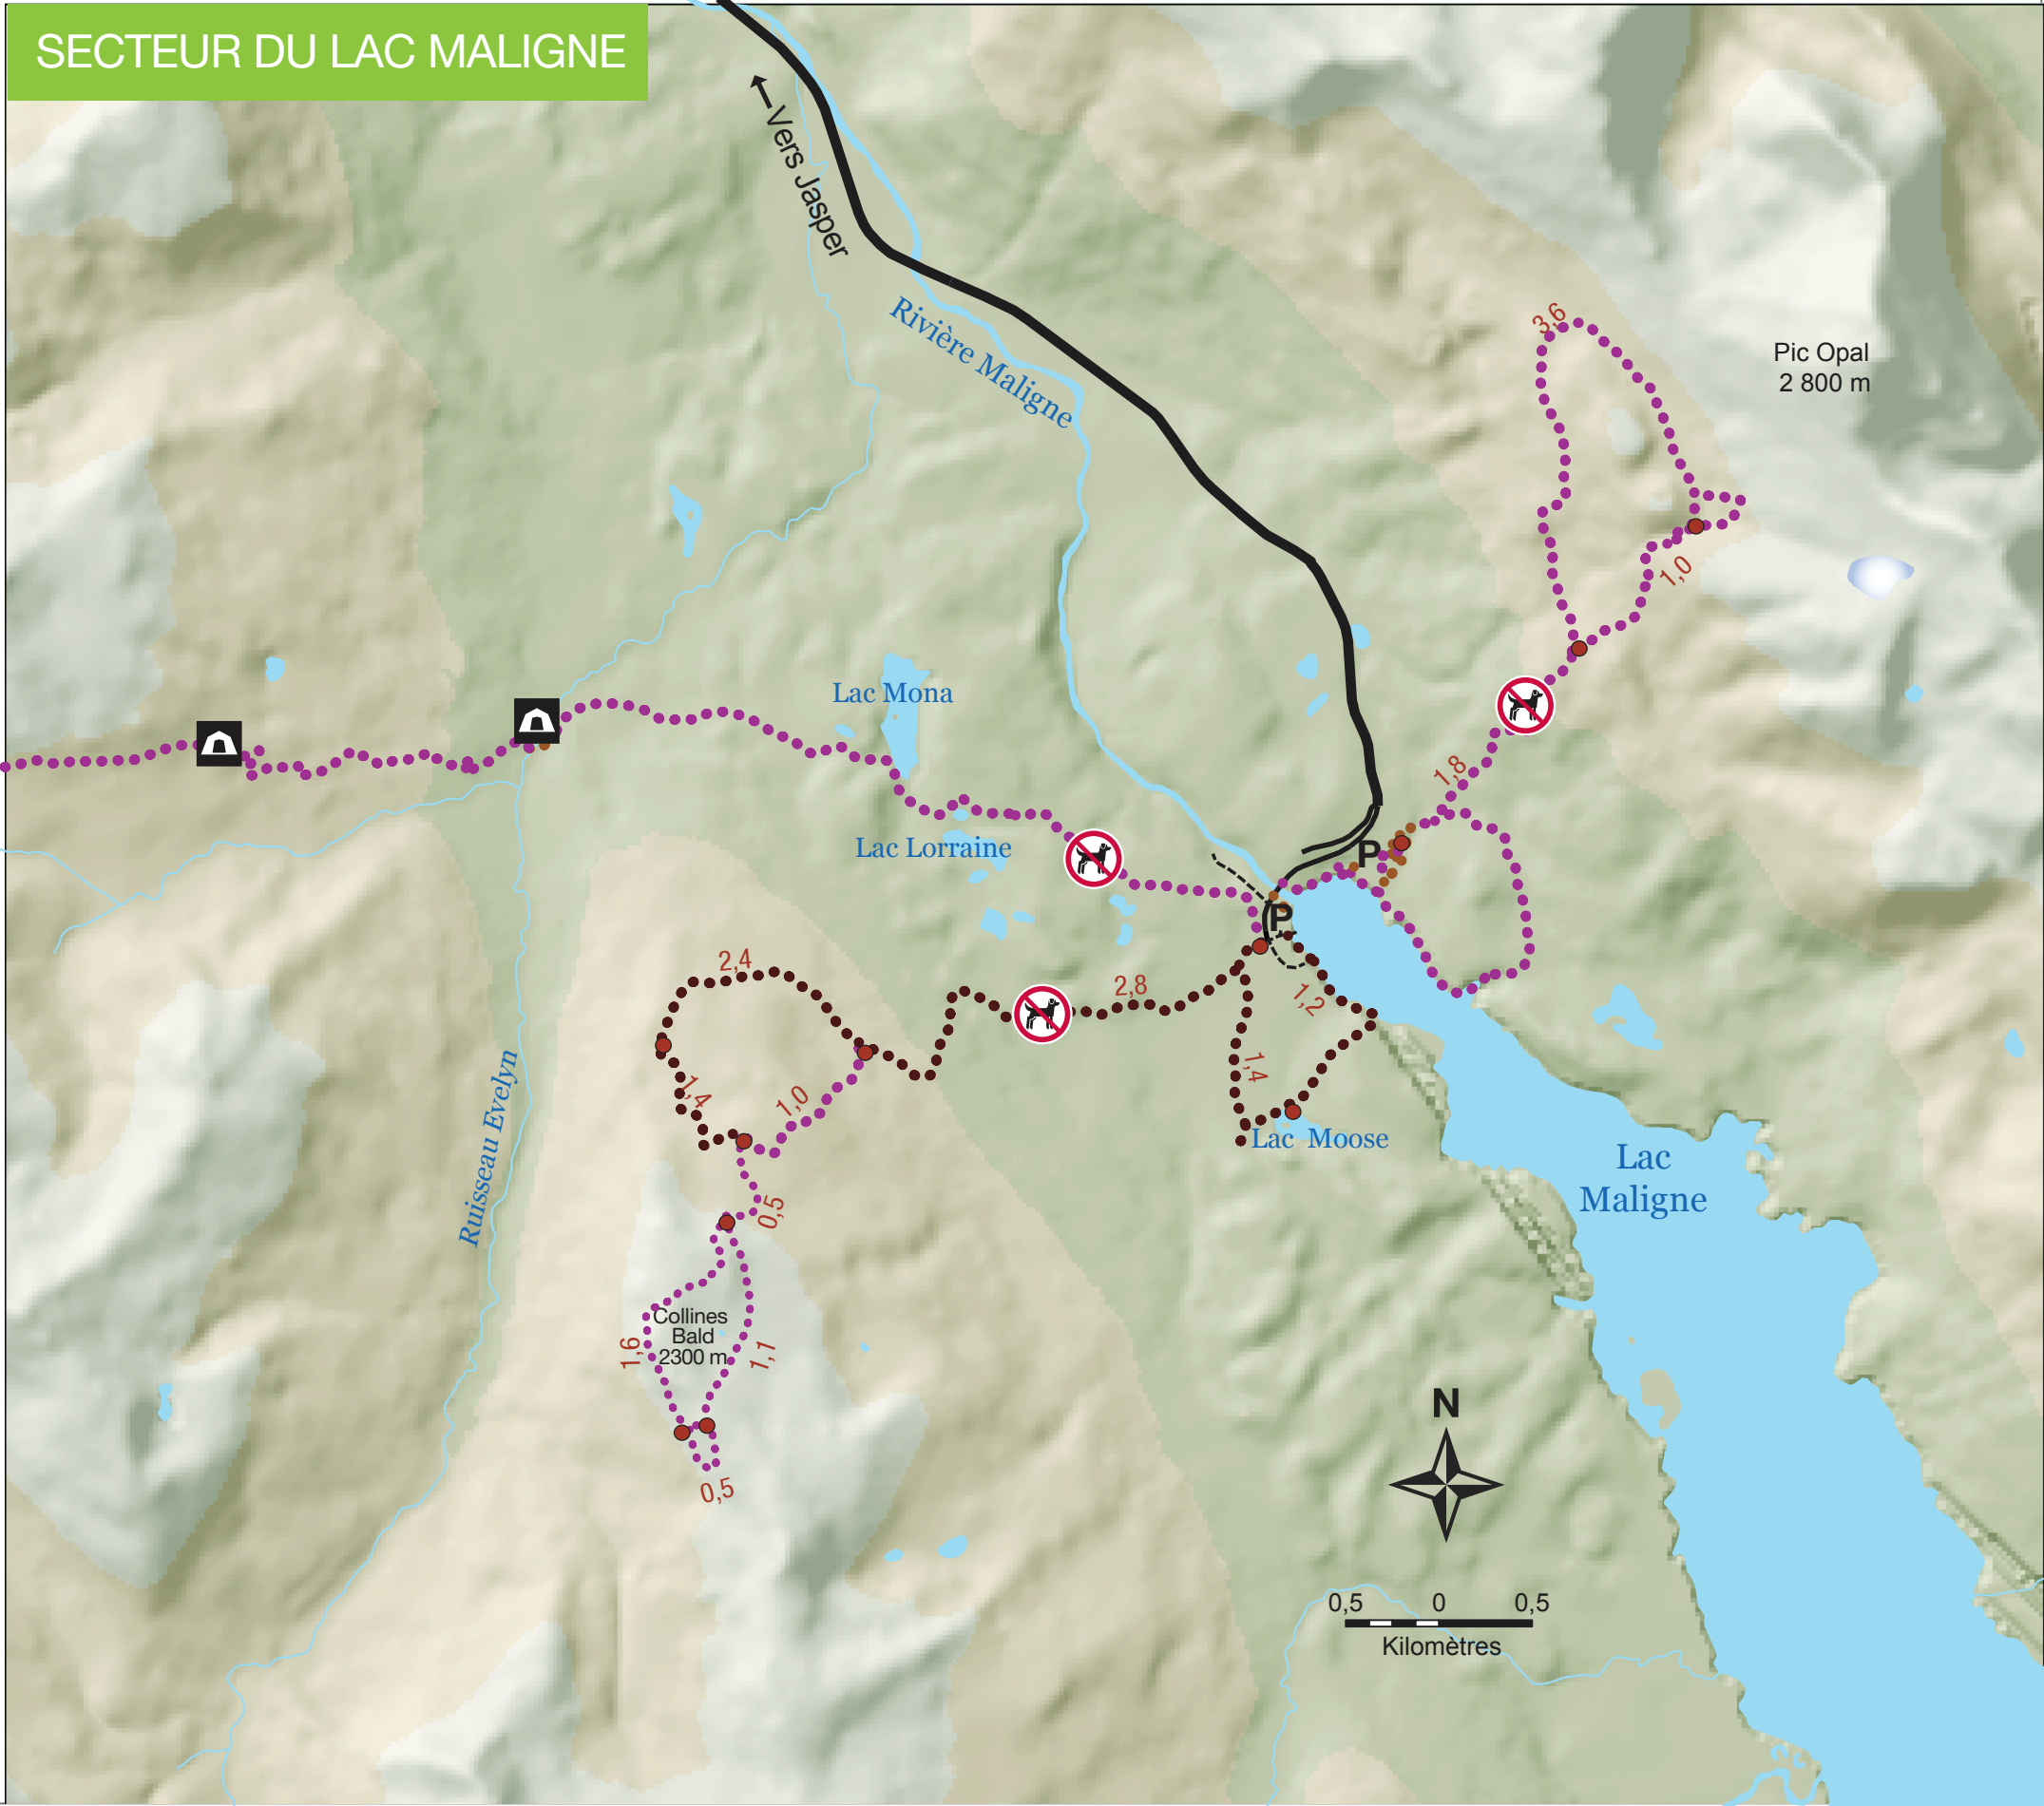 SECTEUR DU LAC MALIGNE
Vers Jasper
Rivière Maligne
3,6
Pic Opal
2 800 m
1,0
Lac Mona
1,8
Lac Lorraine
P
P
2,4
2,8
1,2
1,4
1,4
1,0
Lac Moose
Ruisseau Evelyn
Lac
Maligne
0,5
Collines
Bald
2300 m
1,6
1,1
N
0,5
0,5 0 0,5
Kilomètres